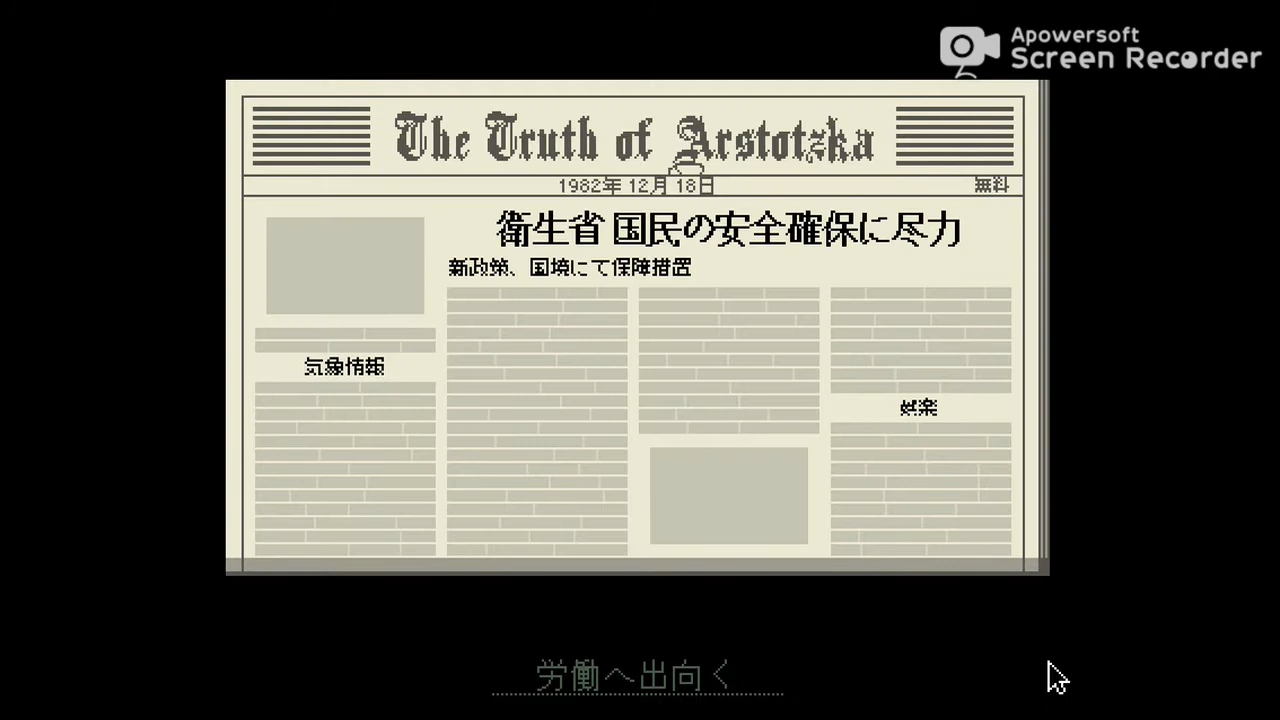 Apowersoft
Screen Recorder
The Truth of Arstotzka
1982年 12月 18日
無料
衛生省 国民の安全確保に尽力
新政策、国境にて保障措置
気象情報
娯楽
労働へ出向く